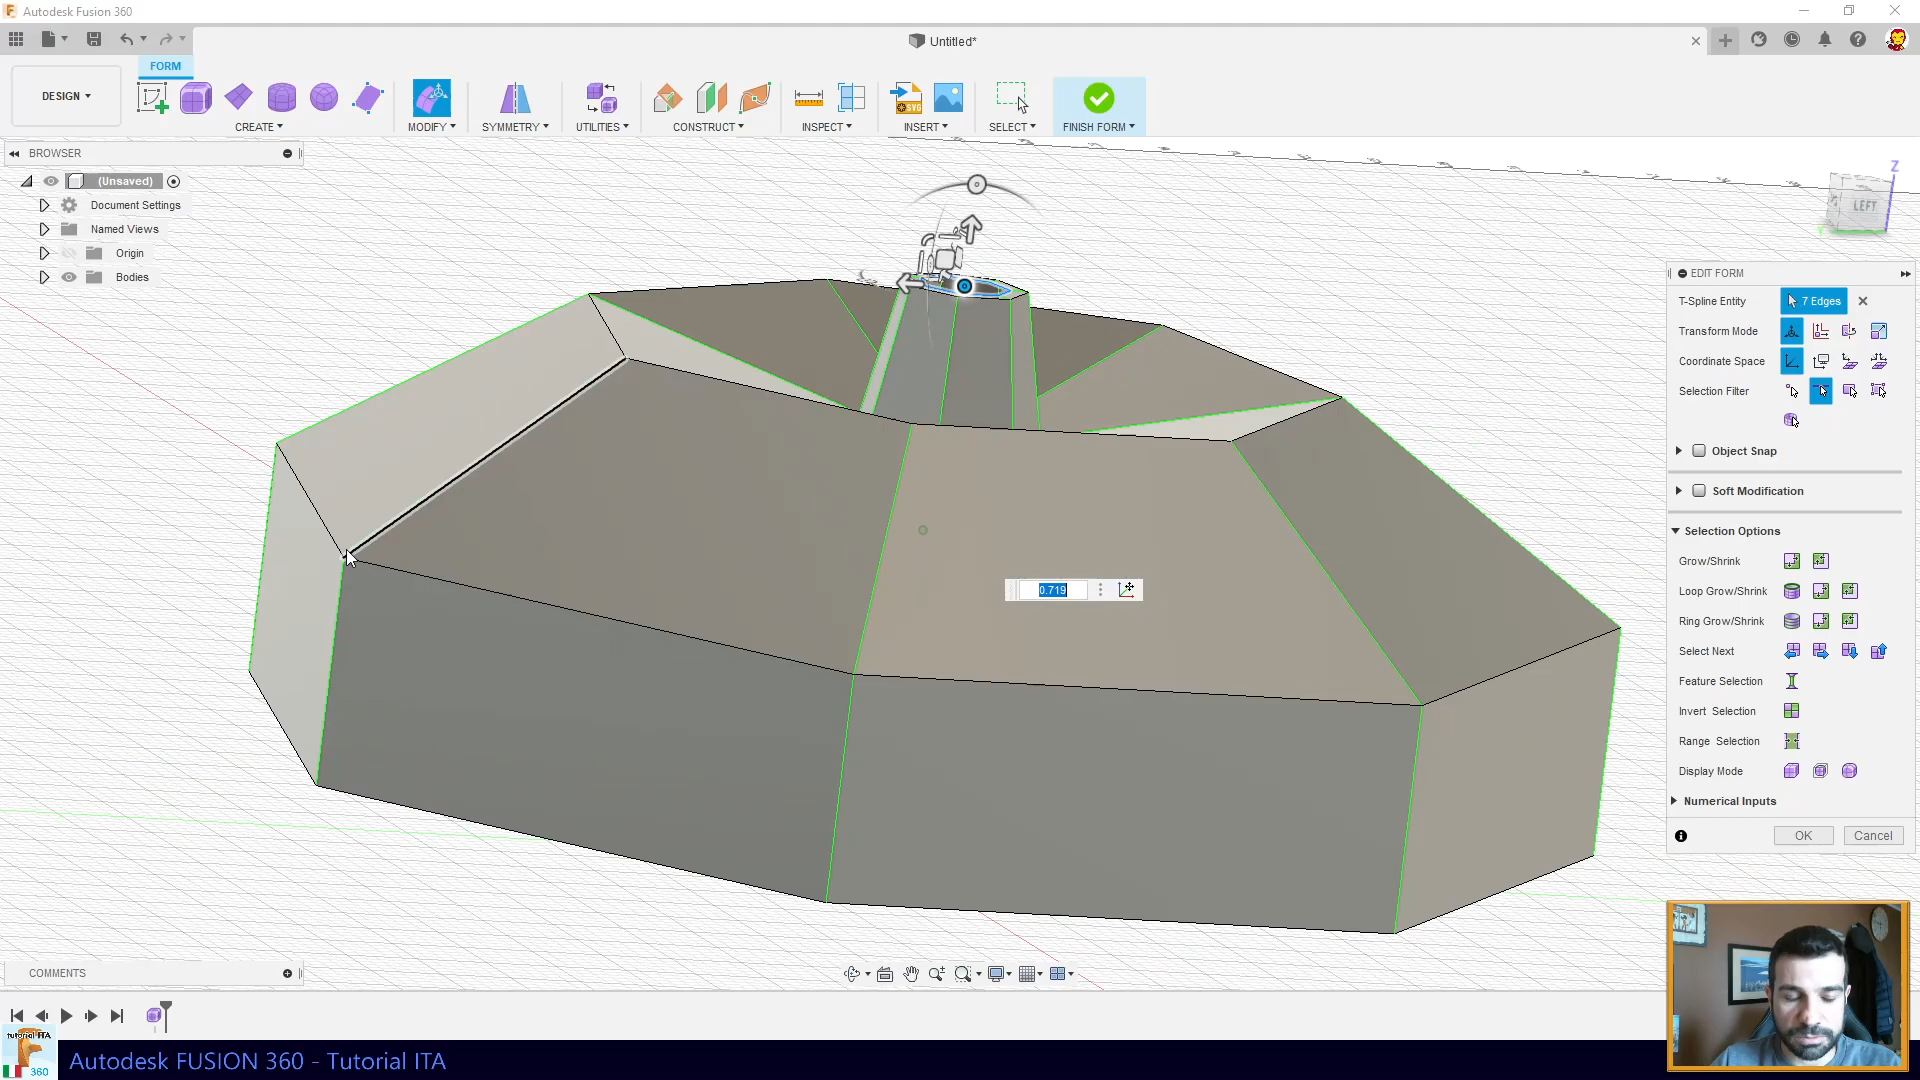 Autodesk Fusion 360
Untitled*
DESIGN
FORM
CREATE
MODIFY
SYMMETRY
UTILITIES
CONSTRUCT
INSPECT
INSERT
SELECT
FINISH FORM
BROWSER
(Unsaved)
Document Settings
Named Views
Origin
Bodies
Z
LEFT
Y
EDIT FORM
T-Spline Entity
7 Edges
Transform Mode
Coordinate Space
Selection Filter
Object Snap
Soft Modification
Selection Options
Grow/Shrink
Loop Grow/Shrink
Ring Grow/Shrink
Select Next
Feature Selection
Invert Selection
Range Selection
Display Mode
Numerical Inputs
OK
Cancel
0.719
COMMENTS
tutorial ITA
360
Autodesk FUSION 360 - Tutorial ITA